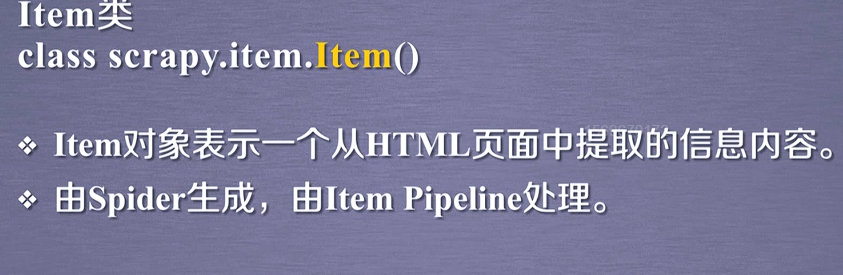 Item类
class scrapy.item.Item()
❖ Item对象表示一个从HTML页面中提取的信息内容。
❖ 由Spider生成，由Item Pipeline处理。